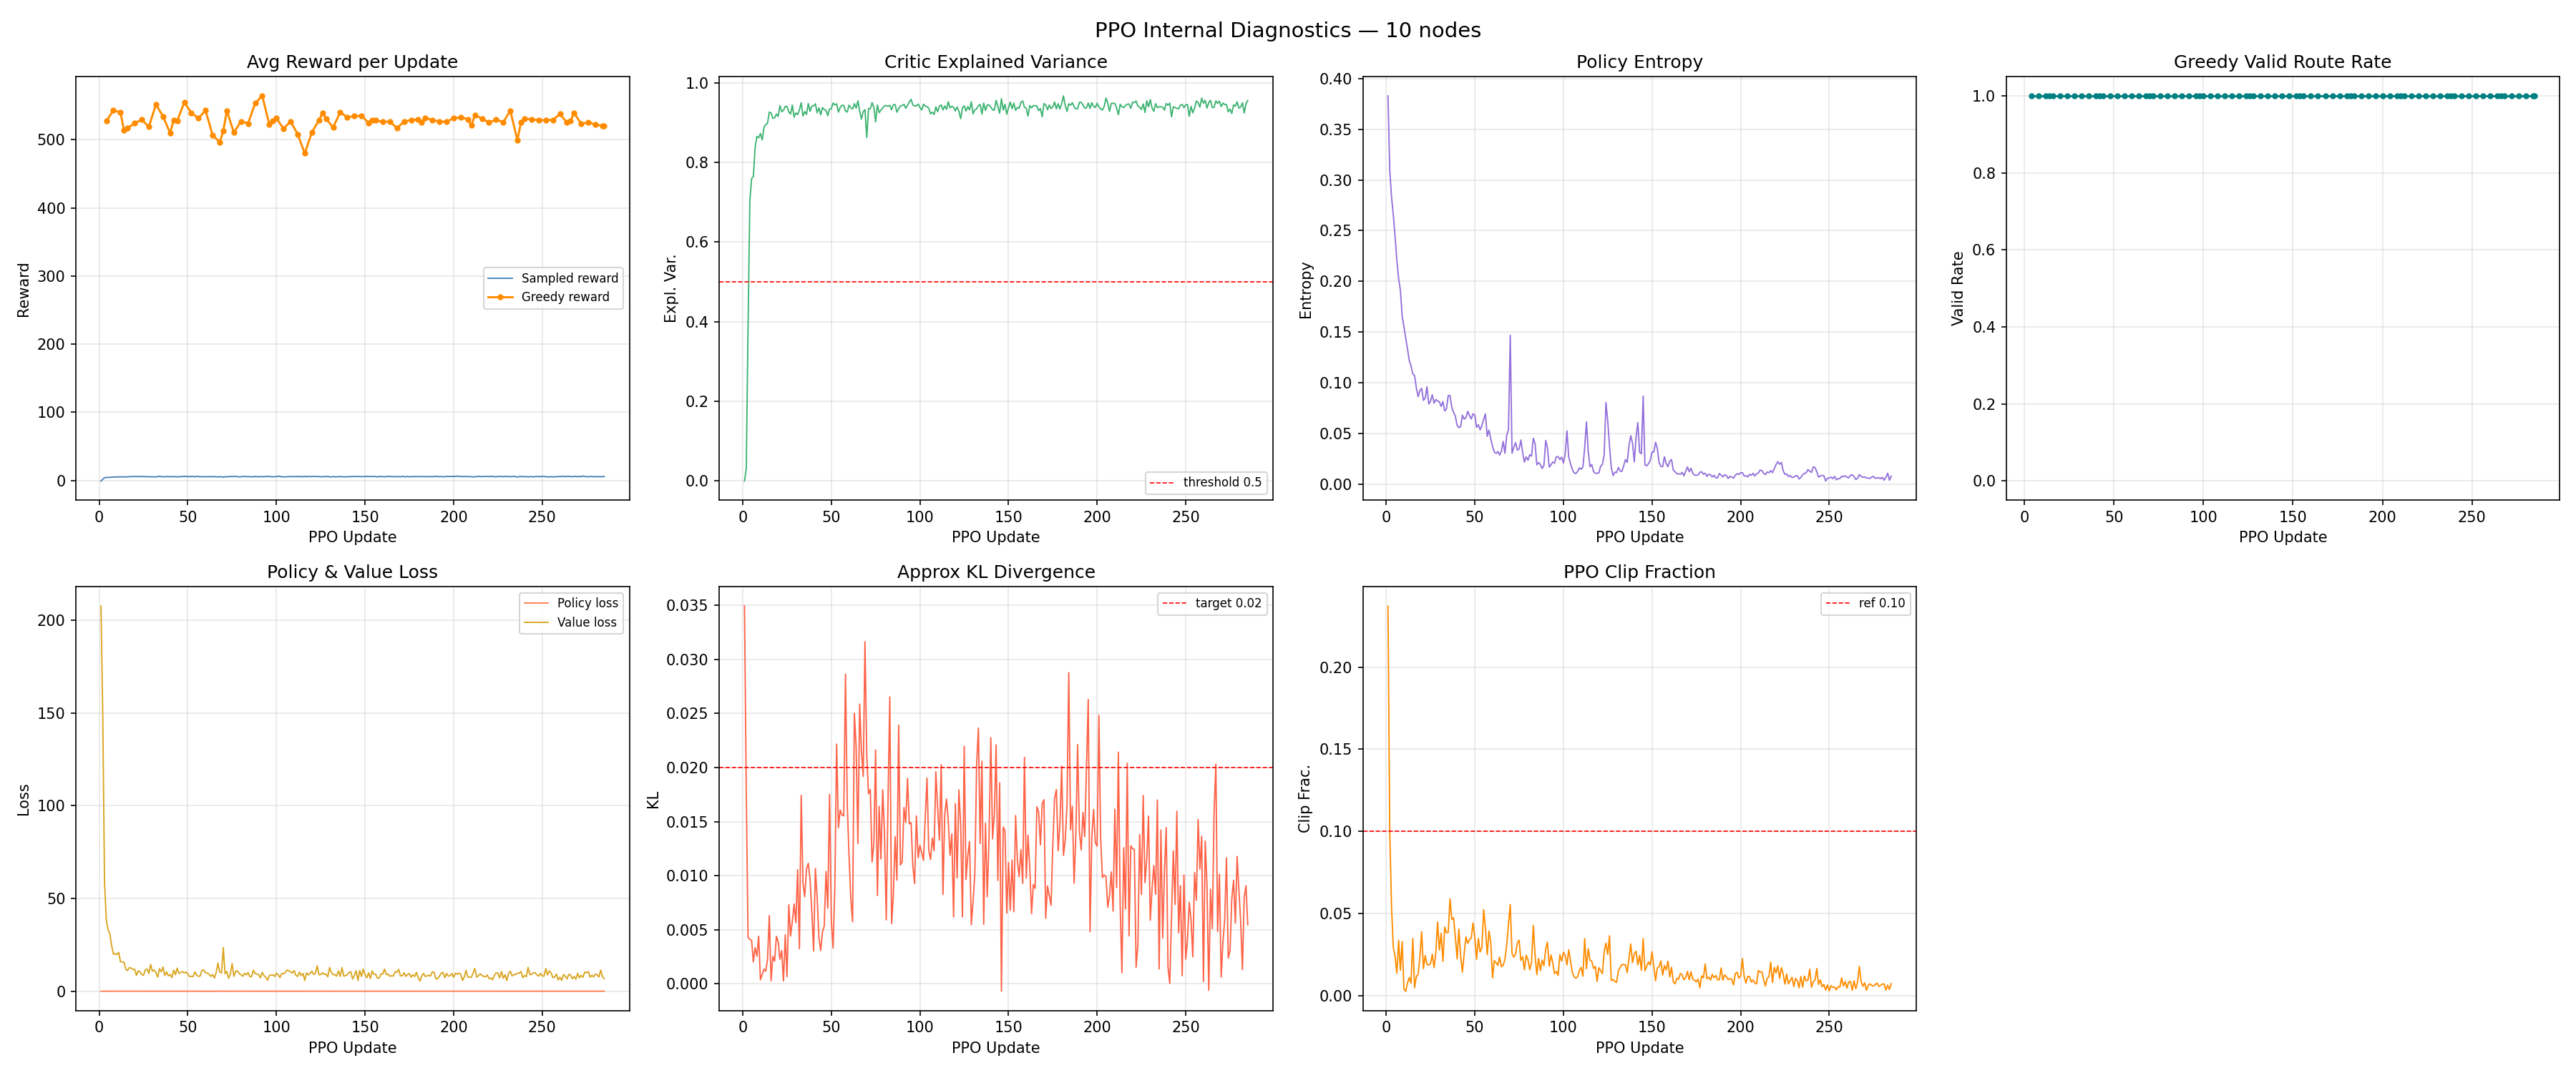 PPO Internal Diagnostics — 10 nodes
Avg Reward per Update
Reward
500
400
300
200
100
0
Sampled reward
Greedy reward
0 50 100 150 200 250
PPO Update
Critic Explained Variance
Expl. Var.
1.0
0.8
0.6
0.4
0.2
0.0
threshold 0.5
0 50 100 150 200 250
PPO Update
Policy Entropy
Entropy
0.40
0.35
0.30
0.25
0.20
0.15
0.10
0.05
0.00
0 50 100 150 200 250
PPO Update
Greedy Valid Route Rate
Valid Rate
1.0
0.8
0.6
0.4
0.2
0.0
0 50 100 150 200 250
PPO Update
Policy & Value Loss
Loss
200
150
100
50
0
Policy loss
Value loss
0 50 100 150 200 250
PPO Update
Approx KL Divergence
KL
0.035
0.030
0.025
0.020
0.015
0.010
0.005
0.000
target 0.02
0 50 100 150 200 250
PPO Update
PPO Clip Fraction
Clip Frac.
0.20
0.15
0.10
0.05
0.00
ref 0.10
0 50 100 150 200 250
PPO Update